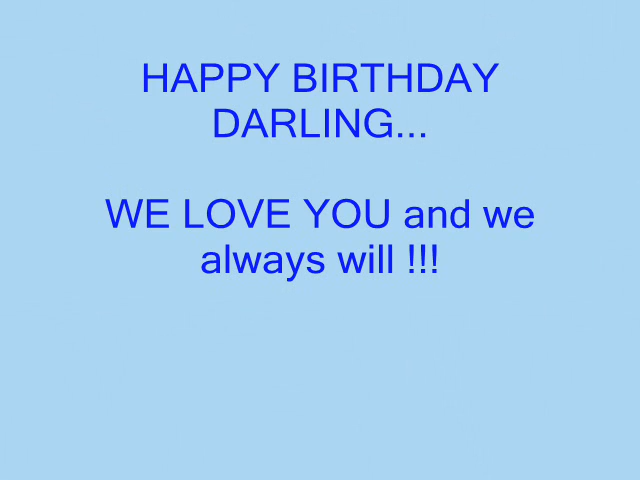 HAPPY BIRTHDAY
DARLING...
WE LOVE YOU and we
always will !!!